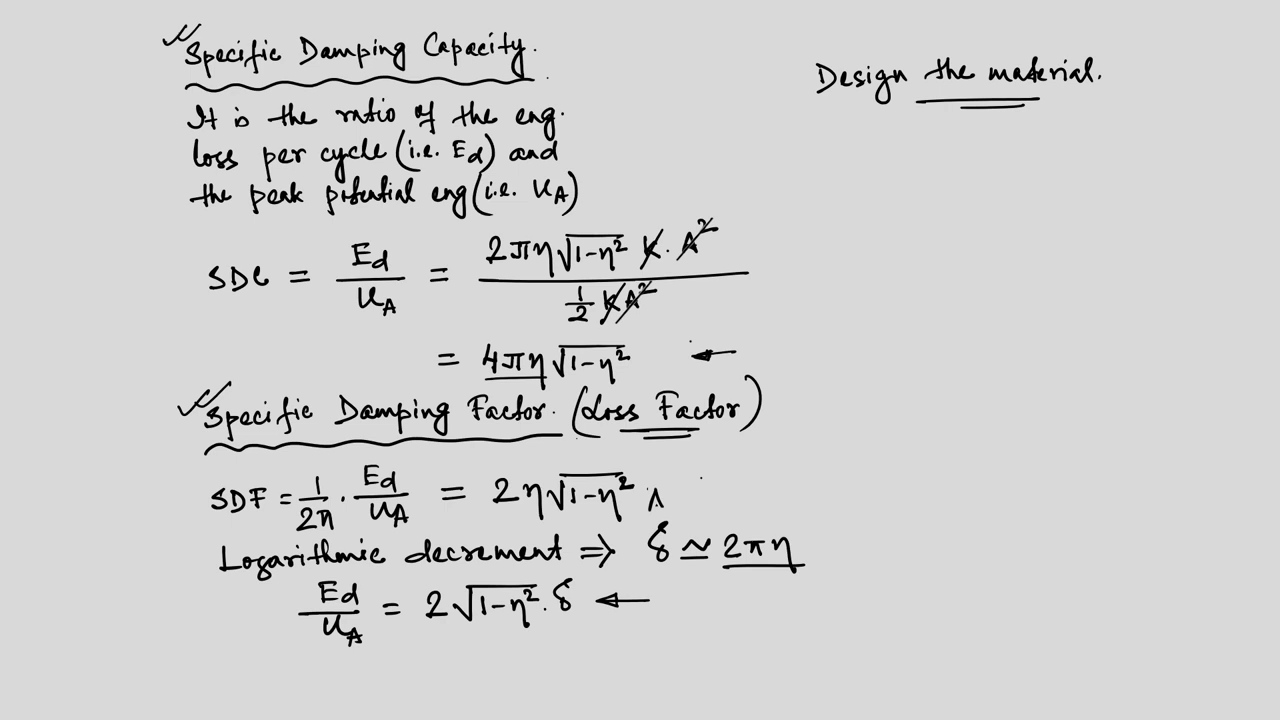 Specific Damping Capacity.
Design the material.
It is the ratio of the eng.
loss per cycle (i.e. Ed) and
the peak potential eng (i.e. UA)
SDC = Ed/UA = 2πη√(1-η²) K. A² / ½ KA²
= 4πη√(1-η²) ←
Specific Damping Factor. (Loss Factor)
SDF = 1/2π . Ed/UA = 2η√(1-η²)
Logarithmic decrement ⇒ δ ≃ 2πη
Ed/UA = 2√(1-η²) . δ ←